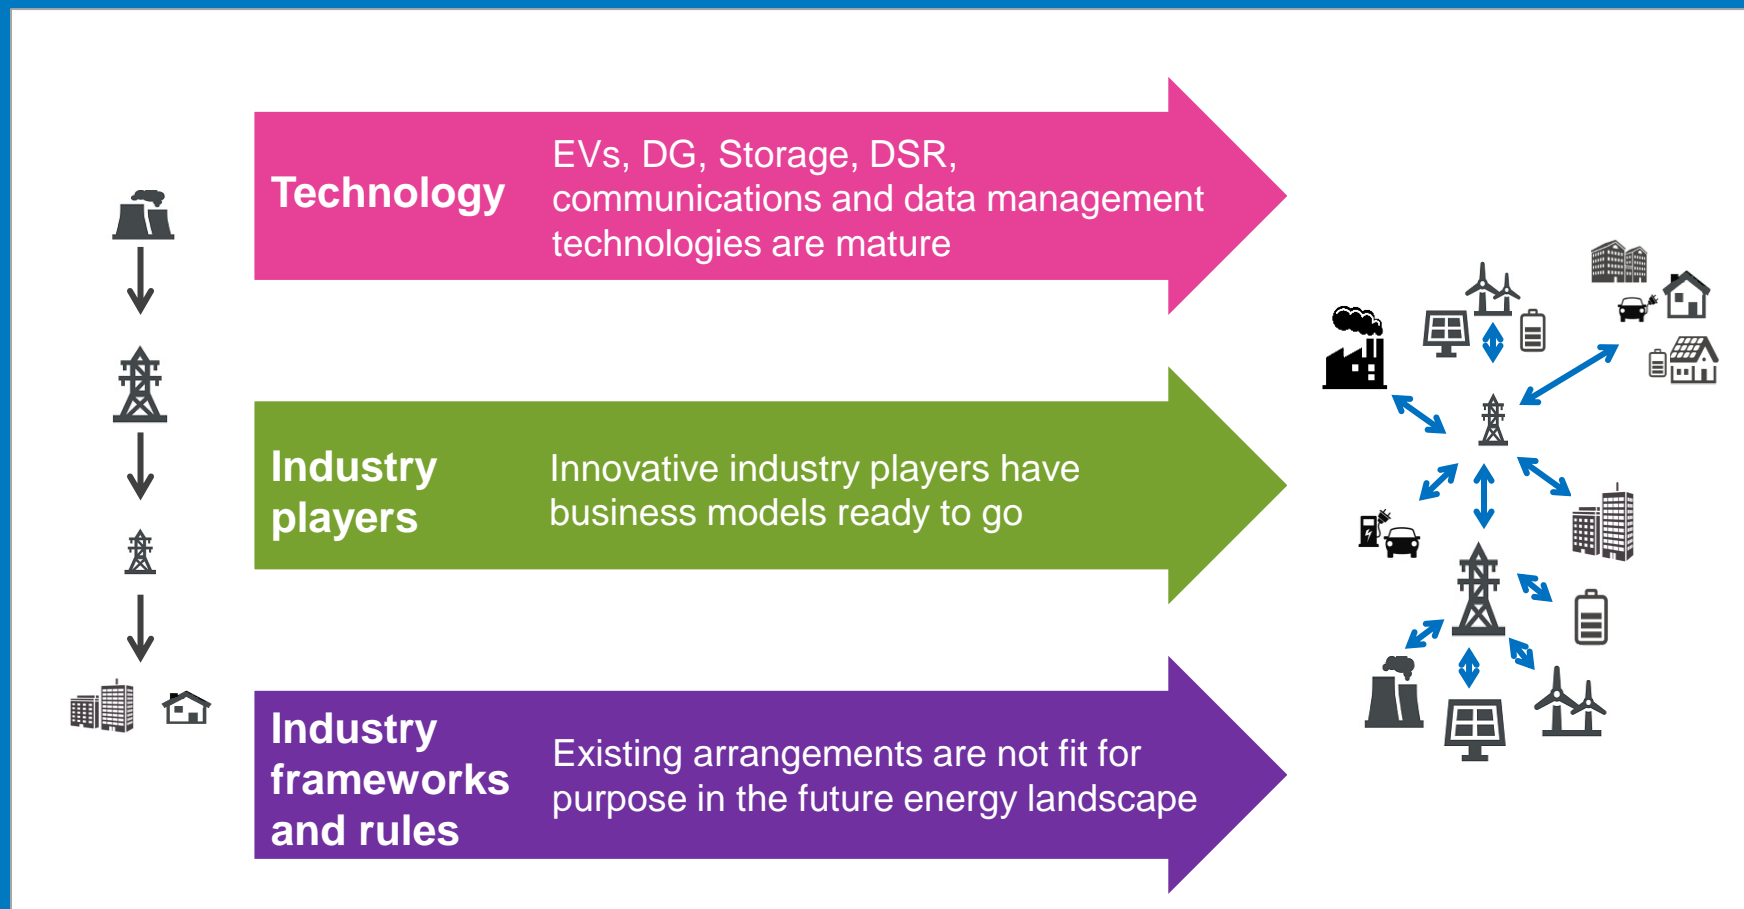 Technology
EVs, DG, Storage, DSR,
communications and data management
technologies are mature
Industry
players
Innovative industry players have
business models ready to go
Industry
frameworks
and rules
Existing arrangements are not fit for
purpose in the future energy landscape